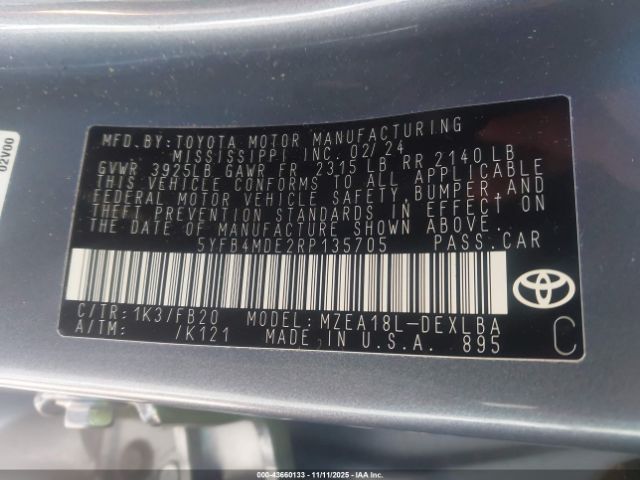 02V00
MFD.BY: TOYOTA MOTOR MANUFACTURING
MISSISSIPPI INC. 02/24
GVWR 3925LB GAWR FR 2315 LB RR 2140 LB
THIS VEHICLE CONFORMS TO ALL APPLICABLE
FEDERAL MOTOR VEHICLE SAFETY, BUMPER, AND
THEFT PREVENTION STANDARDS IN EFFECT ON
THE DATE OF MANUFACTURE SHOWN ABOVE.
5YFB4MDE2RP135705 PASS.CAR
C/TR: 1K3/FB20 MODEL: MZEA18L-DEXLBA
A/TM: /K121 MADE IN U.S.A. 895
TOYOTA C
000-43660133 - 11/11/2025 - IAA Inc.